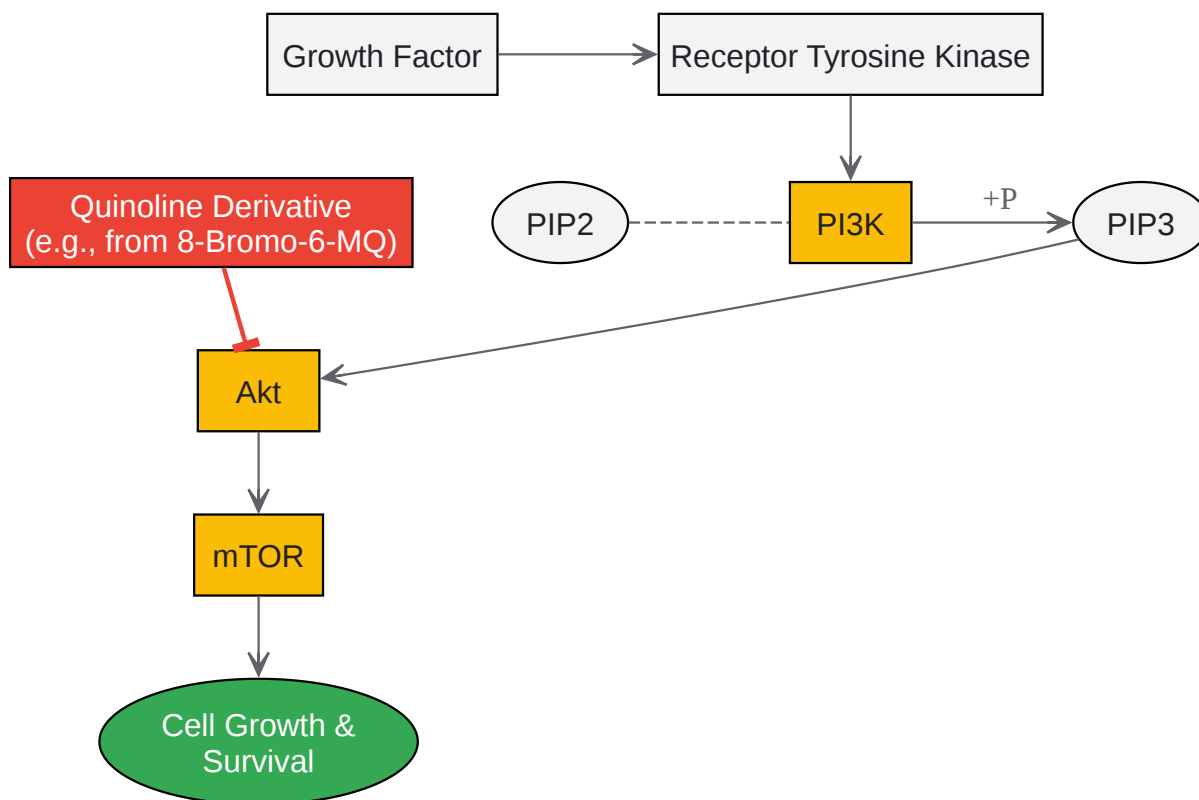 Growth Factor
Receptor Tyrosine Kinase
Quinoline Derivative
(e.g., from 8-Bromo-6-MQ)
PIP2
PI3K
+P
PIP3
Akt
mTOR
Cell Growth &
Survival